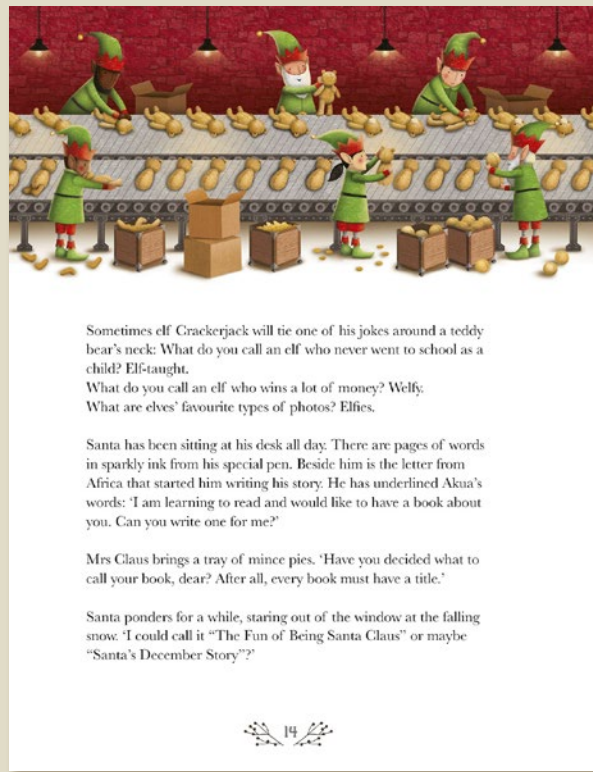 Sometimes elf Crackerjack will tie one of his jokes around a teddy
bear's neck: What do you call an elf who never went to school as a
child? Elf-taught.
What do you call an elf who wins a lot of money? Welfy.
What are elves' favourite types of photos? Elfies.
Santa has been sitting at his desk all day. There are pages of words
in sparkly ink from his special pen. Beside him is the letter from
Africa that started him writing his story. He has underlined Akua's
words: 'I am learning to read and would like to have a book about
you. Can you write one for me?'
Mrs Claus brings a tray of mince pies. 'Have you decided what to
call your book, dear? After all, every book must have a title.'
Santa ponders for a while, staring out of the window at the falling
snow. 'I could call it "The Fun of Being Santa Claus" or maybe
"Santa's December Story"?'
14